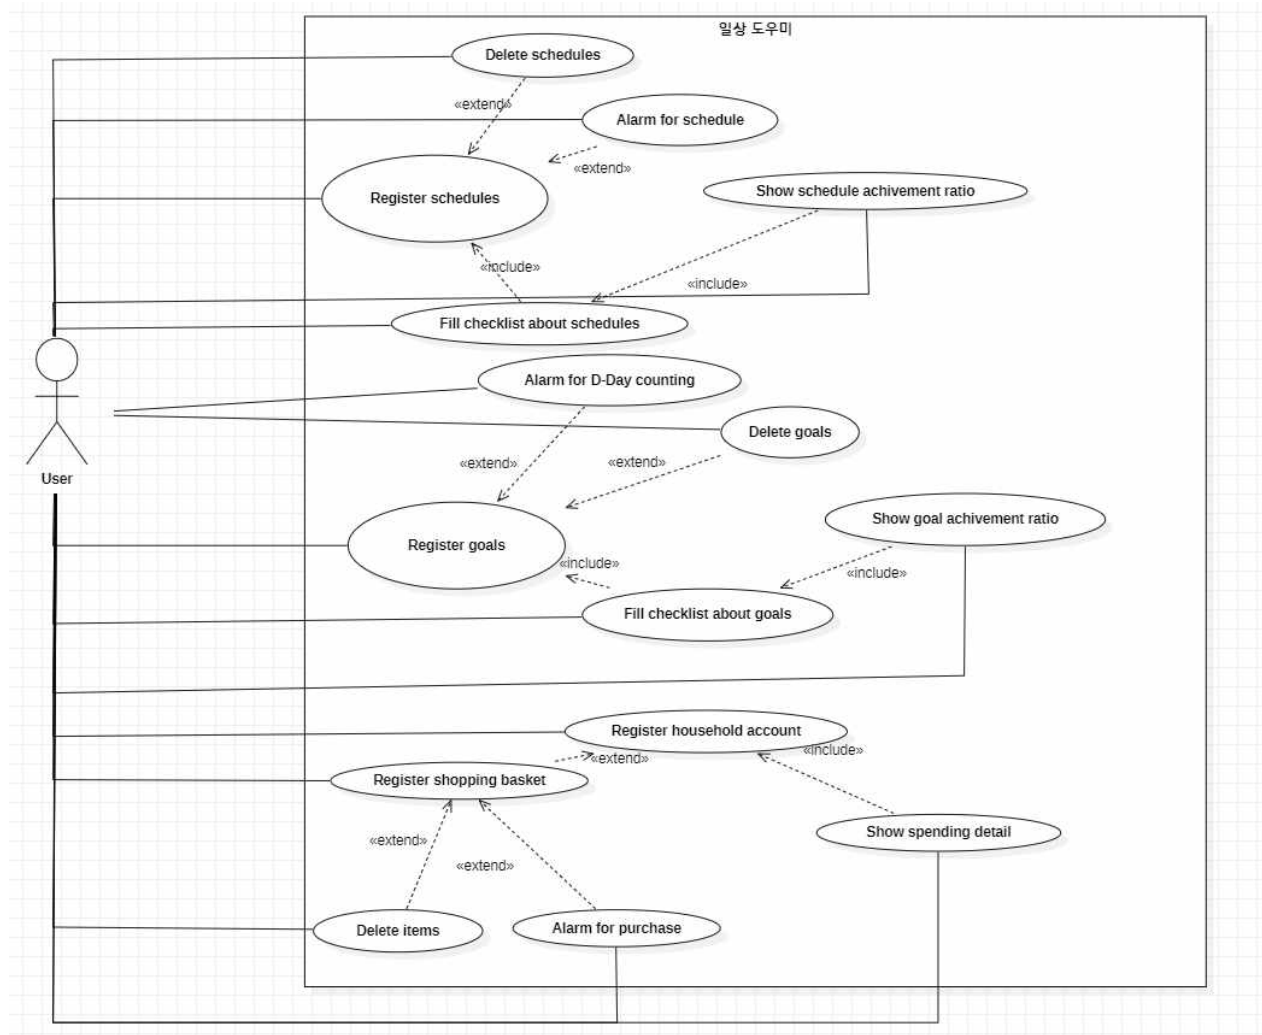 일상 도우미
Delete schedules
«extend»
Alarm for schedule
«extend»
Register schedules
Show schedule achivement ratio
«include»
«include»
Fill checklist about schedules
Alarm for D-Day counting
Delete goals
«extend»
«extend»
User
Show goal achivement ratio
Register goals
«include»
«include»
Fill checklist about goals
Register household account
«include»
«extend»
Register shopping basket
Show spending detail
«extend»
«extend»
Delete items
Alarm for purchase